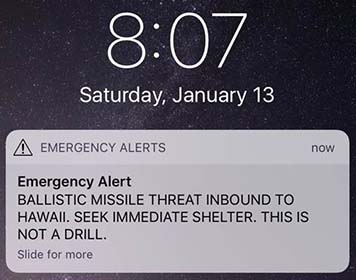 8:07
Saturday, January 13
EMERGENCY ALERTS now
Emergency Alert
BALLISTIC MISSILE THREAT INBOUND TO
HAWAII. SEEK IMMEDIATE SHELTER. THIS IS
NOT A DRILL.
Slide for more